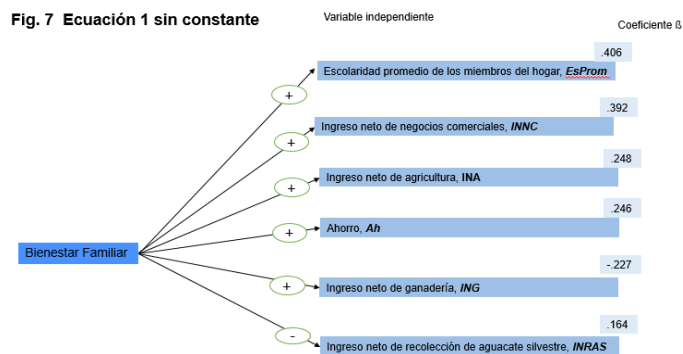 Fig. 7 Ecuación 1 sin constante
Variable independiente
Coeficiente ß
.406
Escolaridad promedio de los miembros del hogar, EsProm
+
.392
Ingreso neto de negocios comerciales, INNC
+
.248
Ingreso neto de agricultura, INA
+
.246
Ahorro, Ah
+
Bienestar Familiar
-.227
Ingreso neto de ganadería, ING
+
.164
Ingreso neto de recolección de aguacate silvestre, INRAS
-